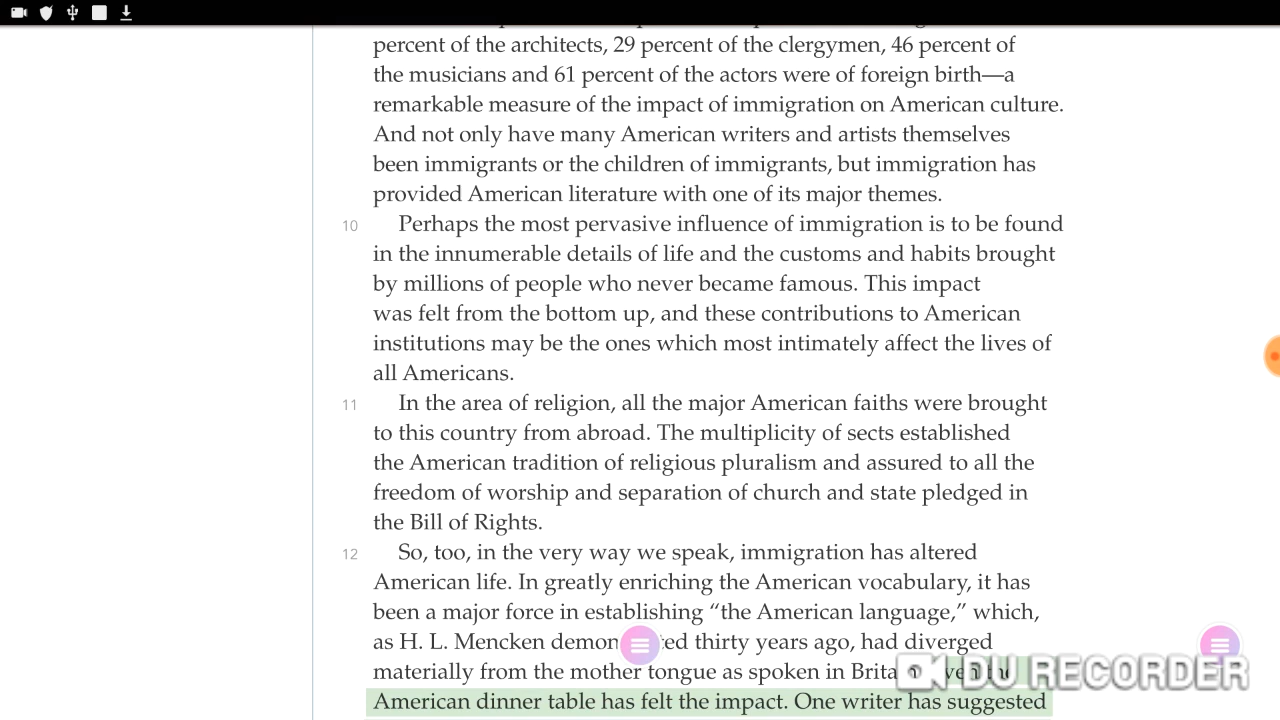 percent of the architects, 29 percent of the clergymen, 46 percent of
the musicians and 61 percent of the actors were of foreign birth—a
remarkable measure of the impact of immigration on American culture.
And not only have many American writers and artists themselves
been immigrants or the children of immigrants, but immigration has
provided American literature with one of its major themes.
10 Perhaps the most pervasive influence of immigration is to be found
in the innumerable details of life and the customs and habits brought
by millions of people who never became famous. This impact
was felt from the bottom up, and these contributions to American
institutions may be the ones which most intimately affect the lives of
all Americans.
11 In the area of religion, all the major American faiths were brought
to this country from abroad. The multiplicity of sects established
the American tradition of religious pluralism and assured to all the
freedom of worship and separation of church and state pledged in
the Bill of Rights.
12 So, too, in the very way we speak, immigration has altered
American life. In greatly enriching the American vocabulary, it has
been a major force in establishing “the American language,” which,
as H. L. Mencken demon ted thirty years ago, had diverged
materially from the mother tongue as spoken in
American dinner table has felt the impact. One writer has suggested
DU RECORDER